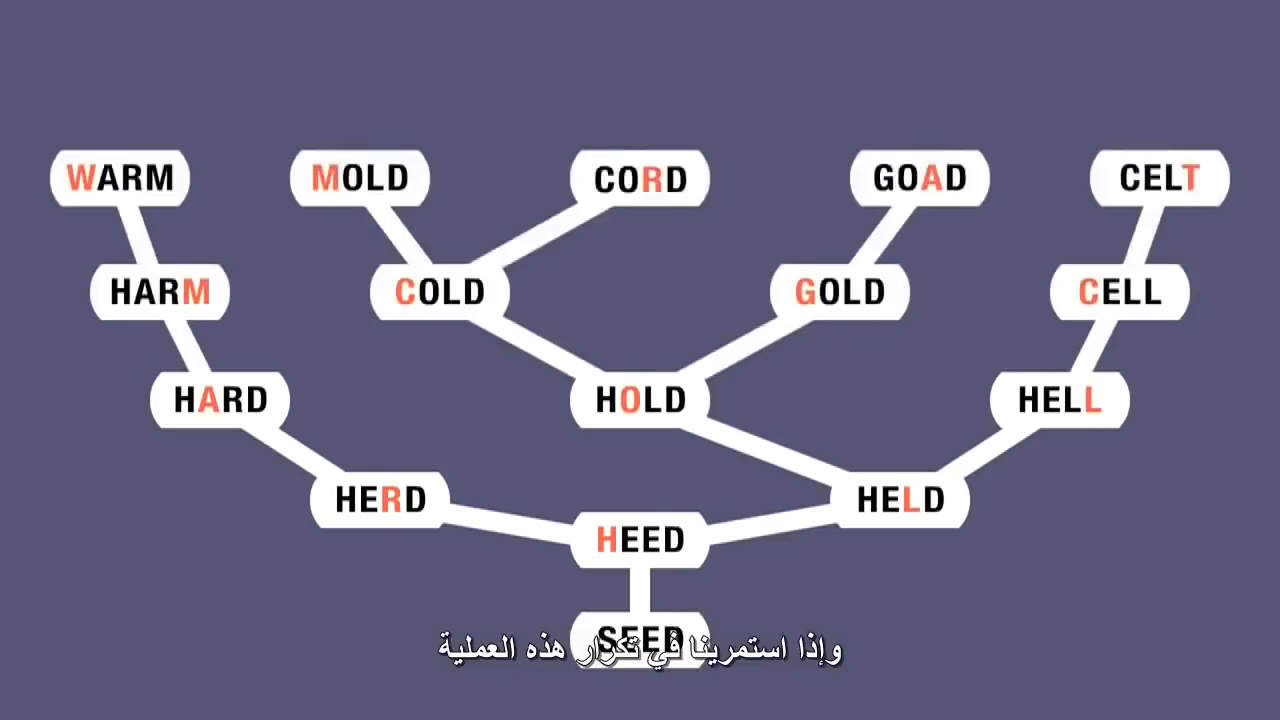 WARM MOLD CORD GOAD CELT
HARM COLD GOLD CELL
HARD HOLD HELL
HERD HELD
HEED
SEED
وإذا استمرينا في تكرار هذه العملية